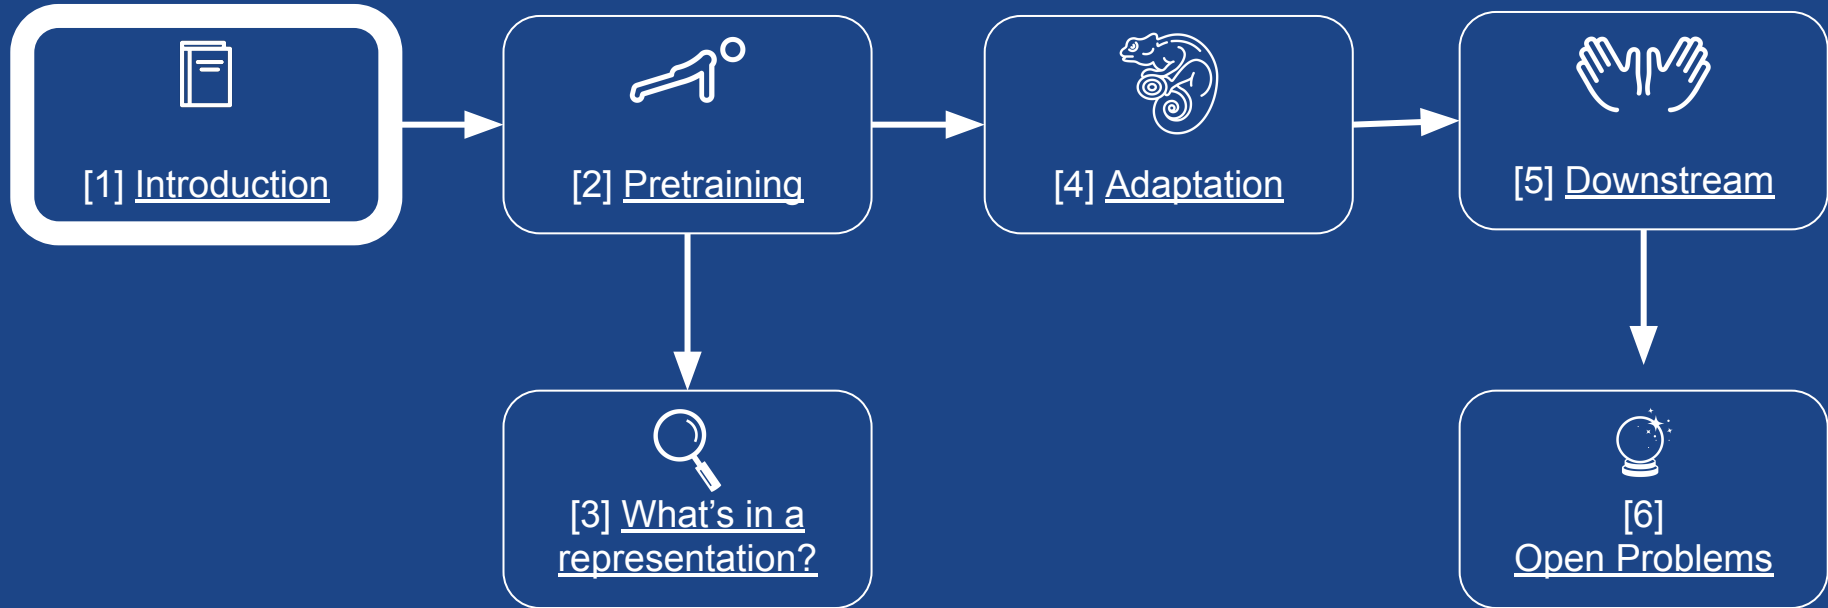 [1] Introduction
[2] Pretraining
[4] Adaptation
[5] Downstream
[3] What’s in a
representation?
[6]
Open Problems